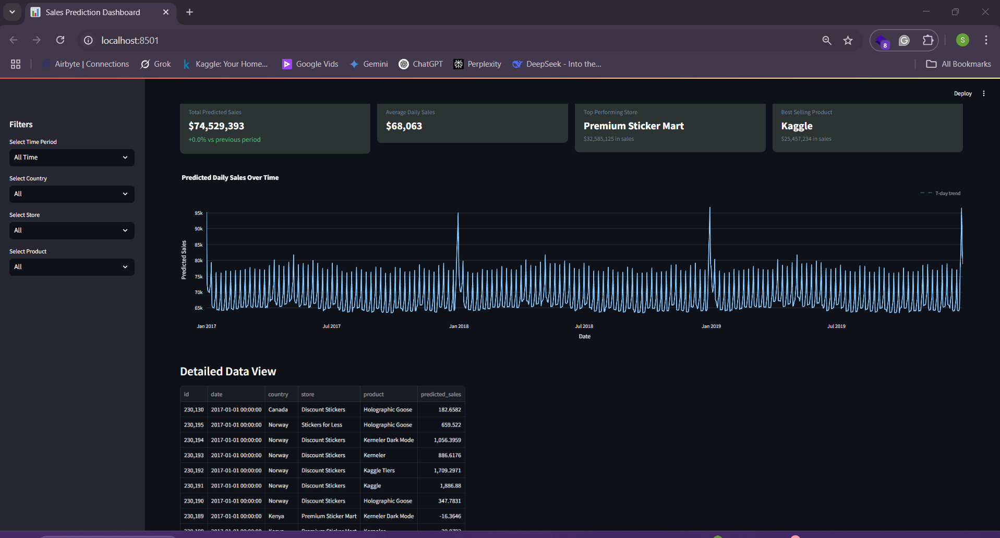 Sales Prediction Dashboard
localhost:8501
8
S
Airbyte | Connections
Grok
Kaggle: Your Home...
Google Vids
Gemini
ChatGPT
Perplexity
DeepSeek - Into the...
All Bookmarks
Deploy
Filters
Select Time Period
All Time
Select Country
All
Select Store
All
Select Product
All
Total Predicted Sales
$74,529,393
+0.0% vs previous period
Average Daily Sales
$68,063
Top Performing Store
Premium Sticker Mart
$32,585,125 in sales
Best Selling Product
Kaggle
$25,457,234 in sales
Predicted Daily Sales Over Time
7-day trend
Predicted Sales
95k
90k
85k
80k
75k
70k
65k
Jan 2017 Jul 2017 Jan 2018 Jul 2018 Jan 2019 Jul 2019
Date
Detailed Data View
id date country store product predicted_sales
230,130 2017-01-01 00:00:00 Canada Discount Stickers Holographic Goose 182.6582
230,195 2017-01-01 00:00:00 Norway Stickers for Less Holographic Goose 659.522
230,194 2017-01-01 00:00:00 Norway Discount Stickers Kerneler Dark Mode 1,056.3959
230,193 2017-01-01 00:00:00 Norway Discount Stickers Kerneler 886.6176
230,192 2017-01-01 00:00:00 Norway Discount Stickers Kaggle Tiers 1,709.2971
230,191 2017-01-01 00:00:00 Norway Discount Stickers Kaggle 1,886.88
230,190 2017-01-01 00:00:00 Norway Discount Stickers Holographic Goose 347.7831
230,189 2017-01-01 00:00:00 Kenya Premium Sticker Mart Kerneler Dark Mode -16.3646